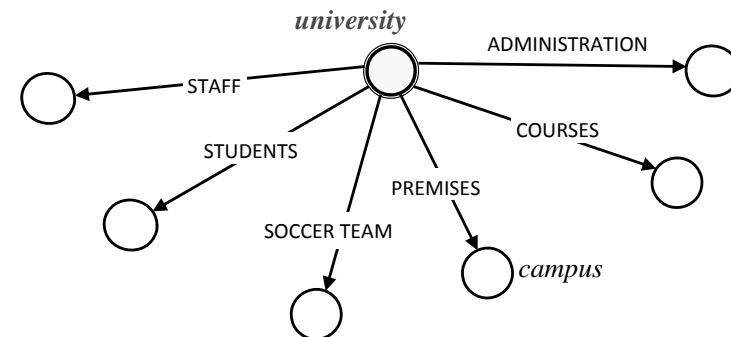 university
ADMINISTRATION
STAFF
COURSES
STUDENTS
PREMISES
SOCCER TEAM
campus